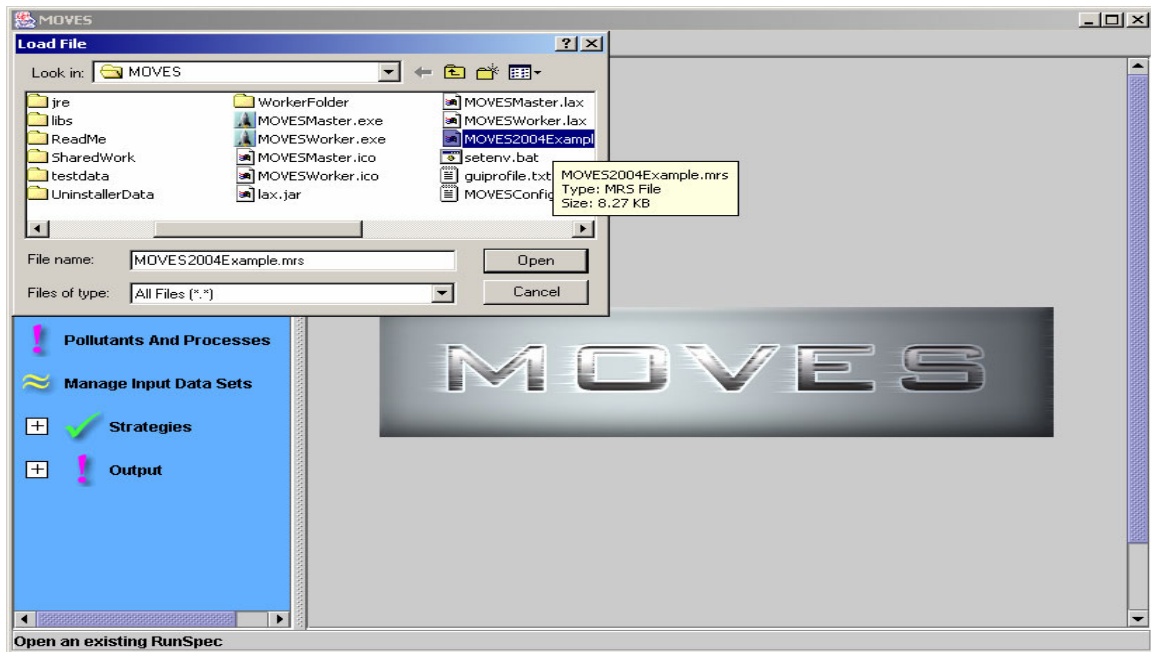 MOVES
Load File
Look in: MOVES
jre
libs
ReadMe
SharedWork
testdata
UninstallerData
WorkerFolder
MOVESMaster.exe
MOVESWorker.exe
MOVESMaster.ico
MOVESWorker.ico
lax.jar
MOVESMaster.lax
MOVESWorker.lax
MOVES2004Exampl
setenv.bat
guiprofile.txt
MOVESConfig
MOVES2004Example.mrs
Type: MRS File
Size: 8.27 KB
File name: MOVES2004Example.mrs
Open
Files of type: All Files (*.*)
Cancel
Pollutants And Processes
Manage Input Data Sets
Strategies
Output
MOVES
Open an existing RunSpec